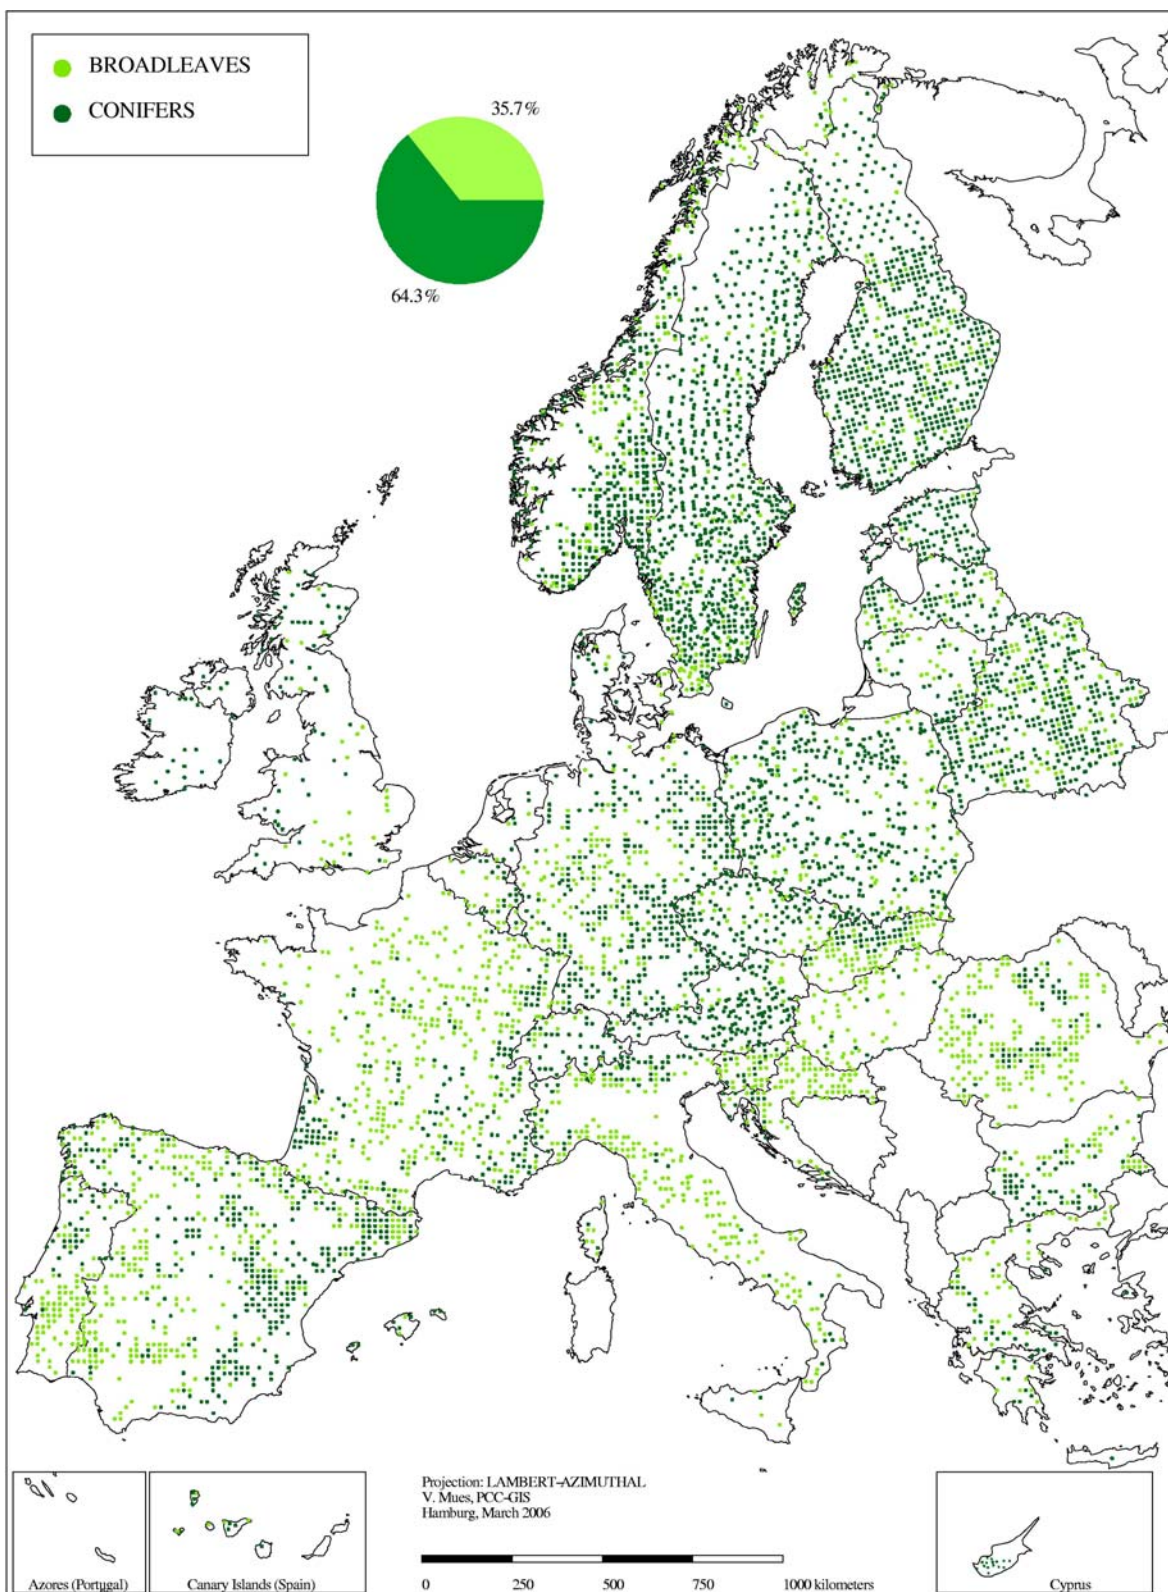 BROADLEAVES
CONIFERS
35.7%
64.3%
Projection: LAMBERT-AZIMUTHAL
V. Mues, PCC-GIS
Hamburg, March 2006
0 250 500 750 1000 kilometers
Azores (Portugal)
Canary Islands (Spain)
Cyprus